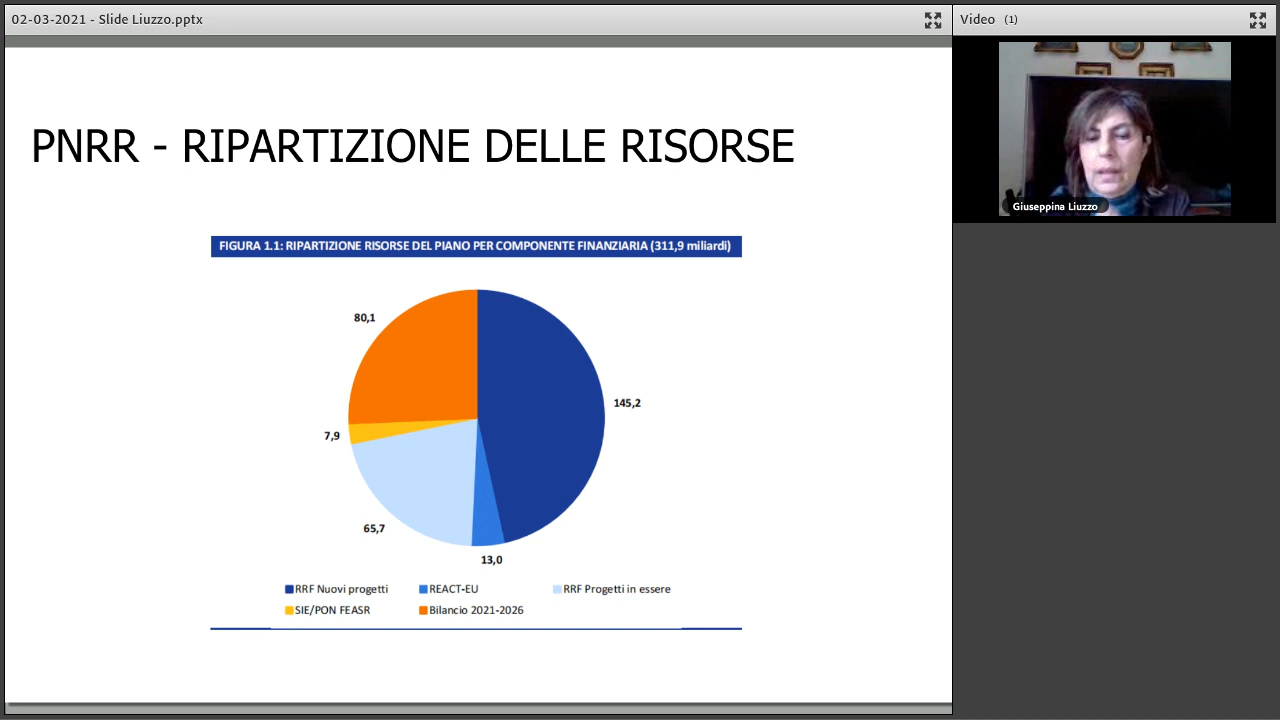 02-03-2021 - Slide Liuzzo.pptx
Video (1)
Giuseppina Liuzzo
PNRR - RIPARTIZIONE DELLE RISORSE
FIGURA 1.1: RIPARTIZIONE RISORSE DEL PIANO PER COMPONENTE FINANZIARIA (311,9 miliardi)
80,1
145,2
7,9
65,7
13,0
RRF Nuovi progetti REACT-EU RRF Progetti in essere
SIE/PON FEASR Bilancio 2021-2026